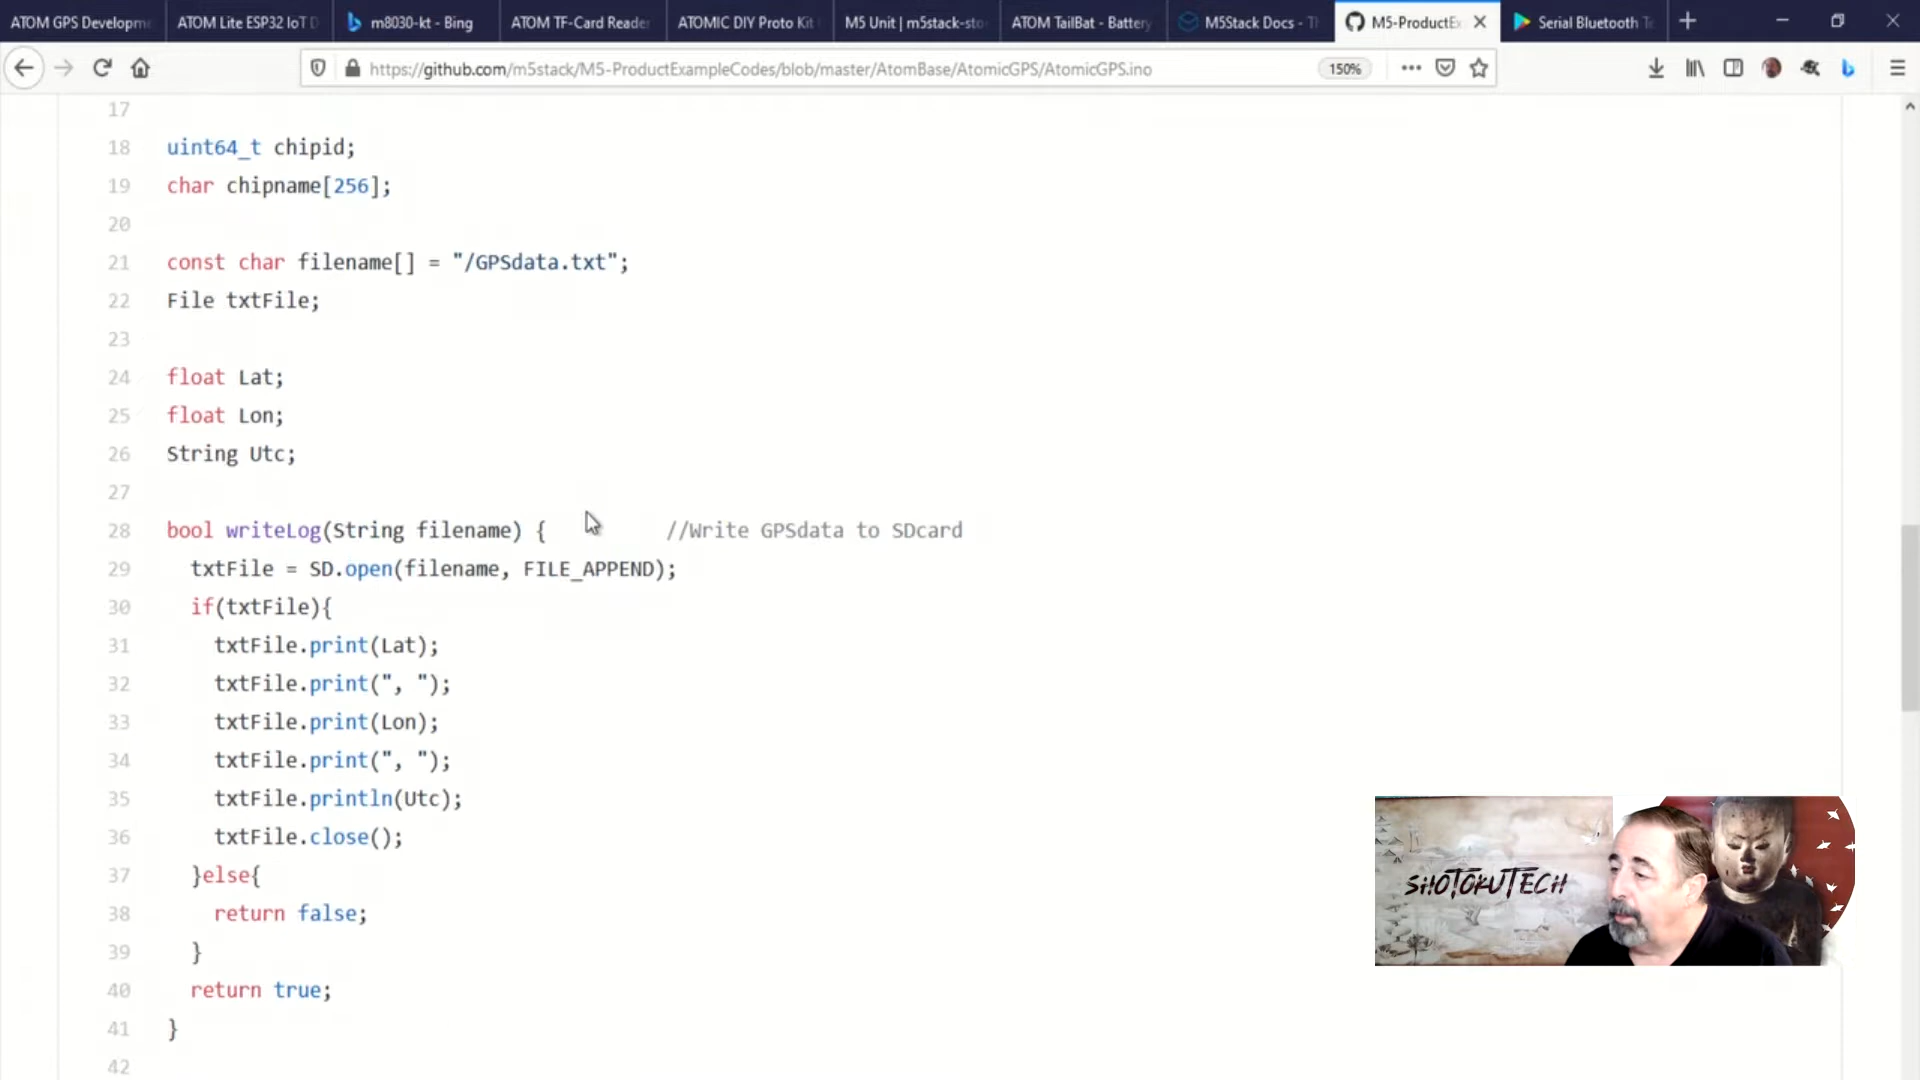 ATOM GPS Developm
ATOM Lite ESP32 IoT D
m8030-kt - Bing
ATOM TF-Card Reade
ATOMIC DIY Proto Kit
M5 Unit | m5stack-sto
ATOM TailBat - Battery
M5Stack Docs - Th
M5-ProductEx
Serial Bluetooth Te
https://github.com/m5stack/M5-ProductExampleCodes/blob/master/AtomBase/AtomicGPS/AtomicGPS.ino
150%
17
18 uint64_t chipid;
19 char chipname[256];
20
21 const char filename[] = "/GPSdata.txt";
22 File txtFile;
23
24 float Lat;
25 float Lon;
26 String Utc;
27
28 bool writeLog(String filename) { //Write GPSdata to SDcard
29 txtFile = SD.open(filename, FILE_APPEND);
30 if(txtFile){
31 txtFile.print(Lat);
32 txtFile.print(", ");
33 txtFile.print(Lon);
34 txtFile.print(", ");
35 txtFile.println(Utc);
36 txtFile.close();
37 }else{
38 return false;
39 }
40 return true;
41 }
42
SHOTOKUTECH